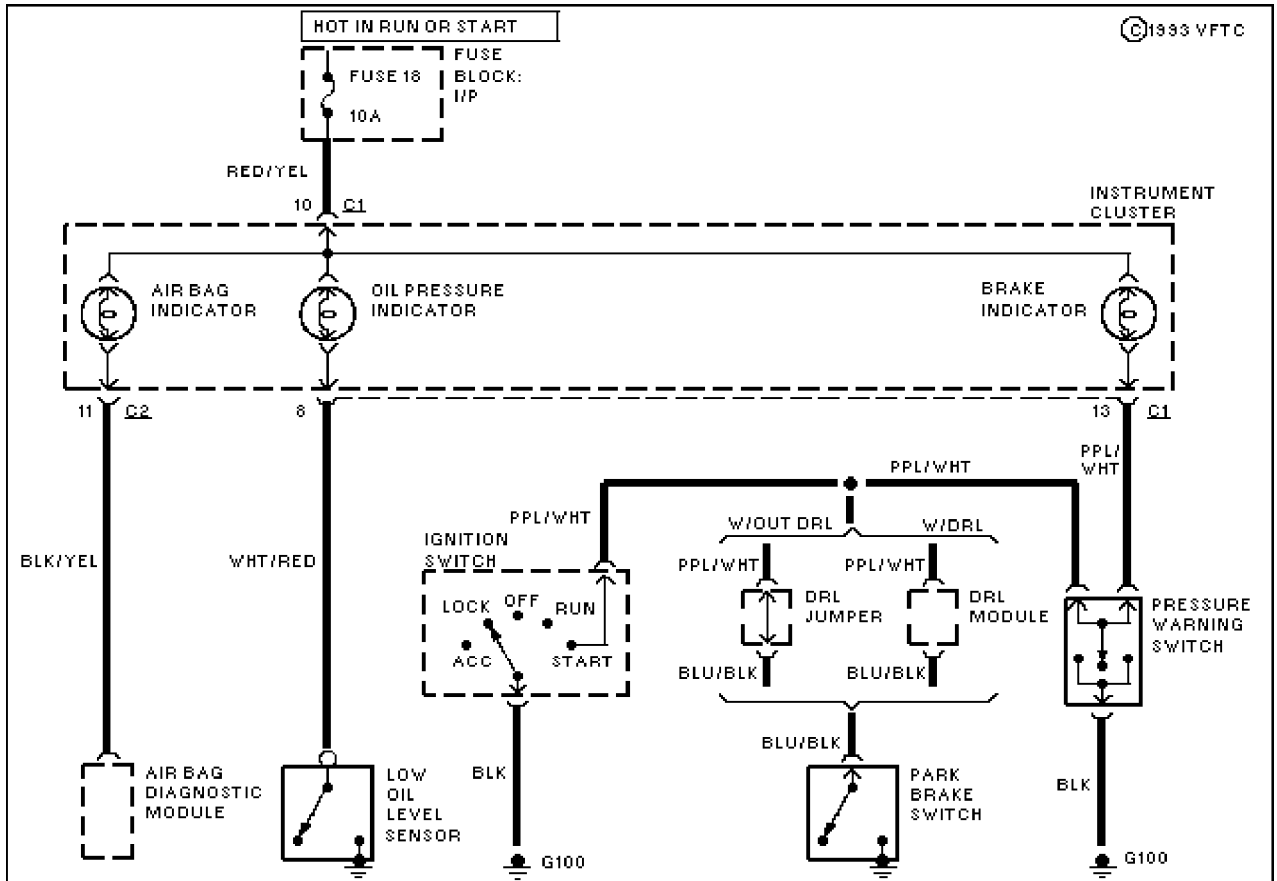 HOT IN RUN OR START
©1993 VFTC
FUSE
BLOCK:
I/P
FUSE 18
10A
RED/YEL
10 C1
INSTRUMENT
CLUSTER
AIR BAG
INDICATOR
OIL PRESSURE
INDICATOR
BRAKE
INDICATOR
11 C2
8
13 C1
PPL/
WHT
PPL/WHT
PPL/WHT
W/OUT DRL
W/DRL
IGNITION
SWITCH
BLK/YEL
WHT/RED
PPL/WHT
PPL/WHT
LOCK
OFF
RUN
ACC
START
DRL
JUMPER
DRL
MODULE
PRESSURE
WARNING
SWITCH
BLU/BLK
BLU/BLK
BLU/BLK
AIR BAG
DIAGNOSTIC
MODULE
LOW
OIL
LEVEL
SENSOR
BLK
PARK
BRAKE
SWITCH
BLK
G100
G100